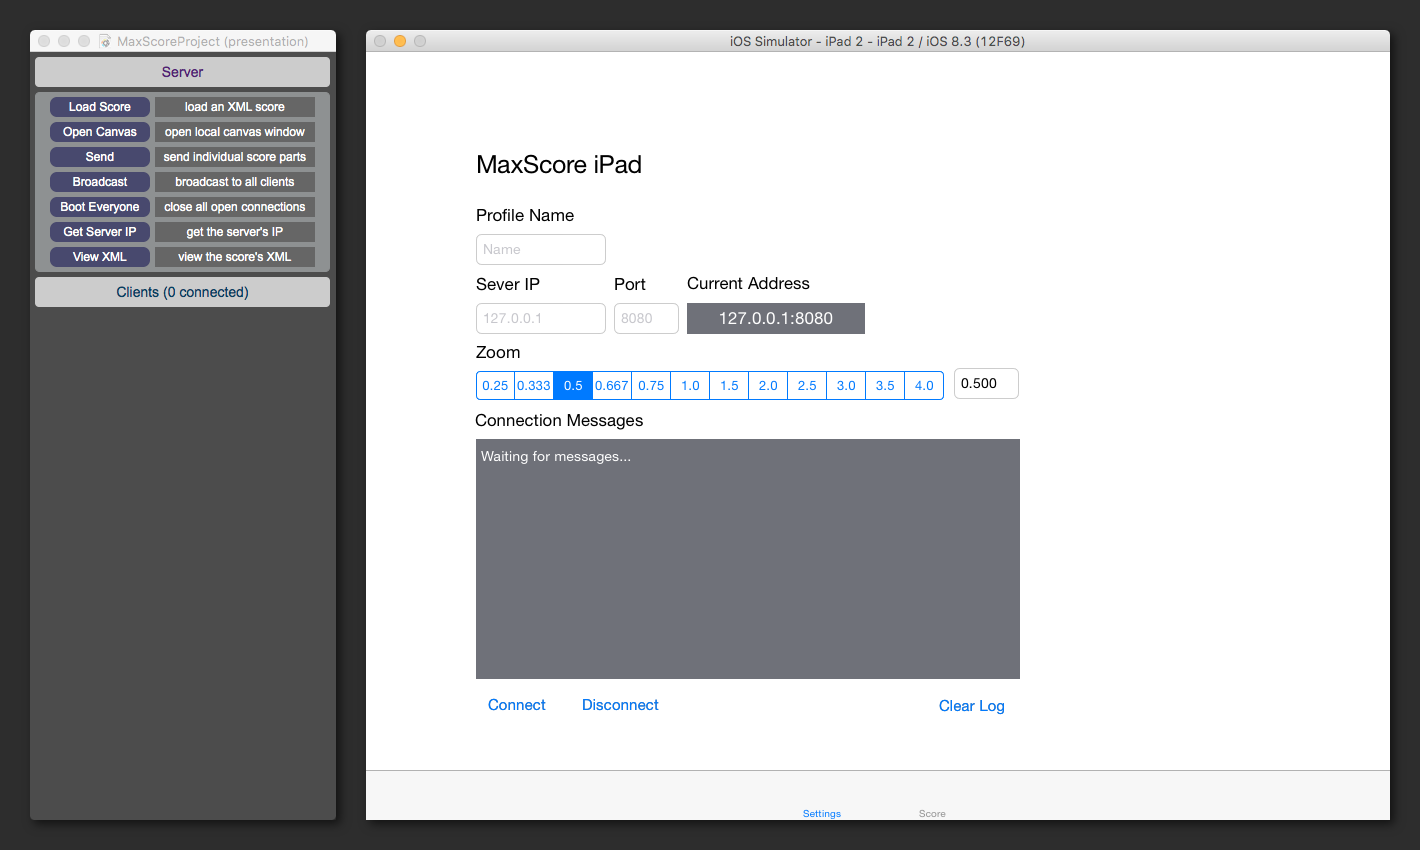 MaxScoreProject (presentation)
Server
Load Score load an XML score
Open Canvas open local canvas window
Send send individual score parts
Broadcast broadcast to all clients
Boot Everyone close all open connections
Get Server IP get the server's IP
View XML view the score's XML
Clients (0 connected)
iOS Simulator - iPad 2 - iPad 2 / iOS 8.3 (12F69)
MaxScore iPad
Profile Name
Name
Sever IP Port Current Address
127.0.0.1 8080 127.0.0.1:8080
Zoom
0.25 0.333 0.5 0.667 0.75 1.0 1.5 2.0 2.5 3.0 3.5 4.0 0.500
Connection Messages
Waiting for messages...
Connect Disconnect Clear Log
Settings Score